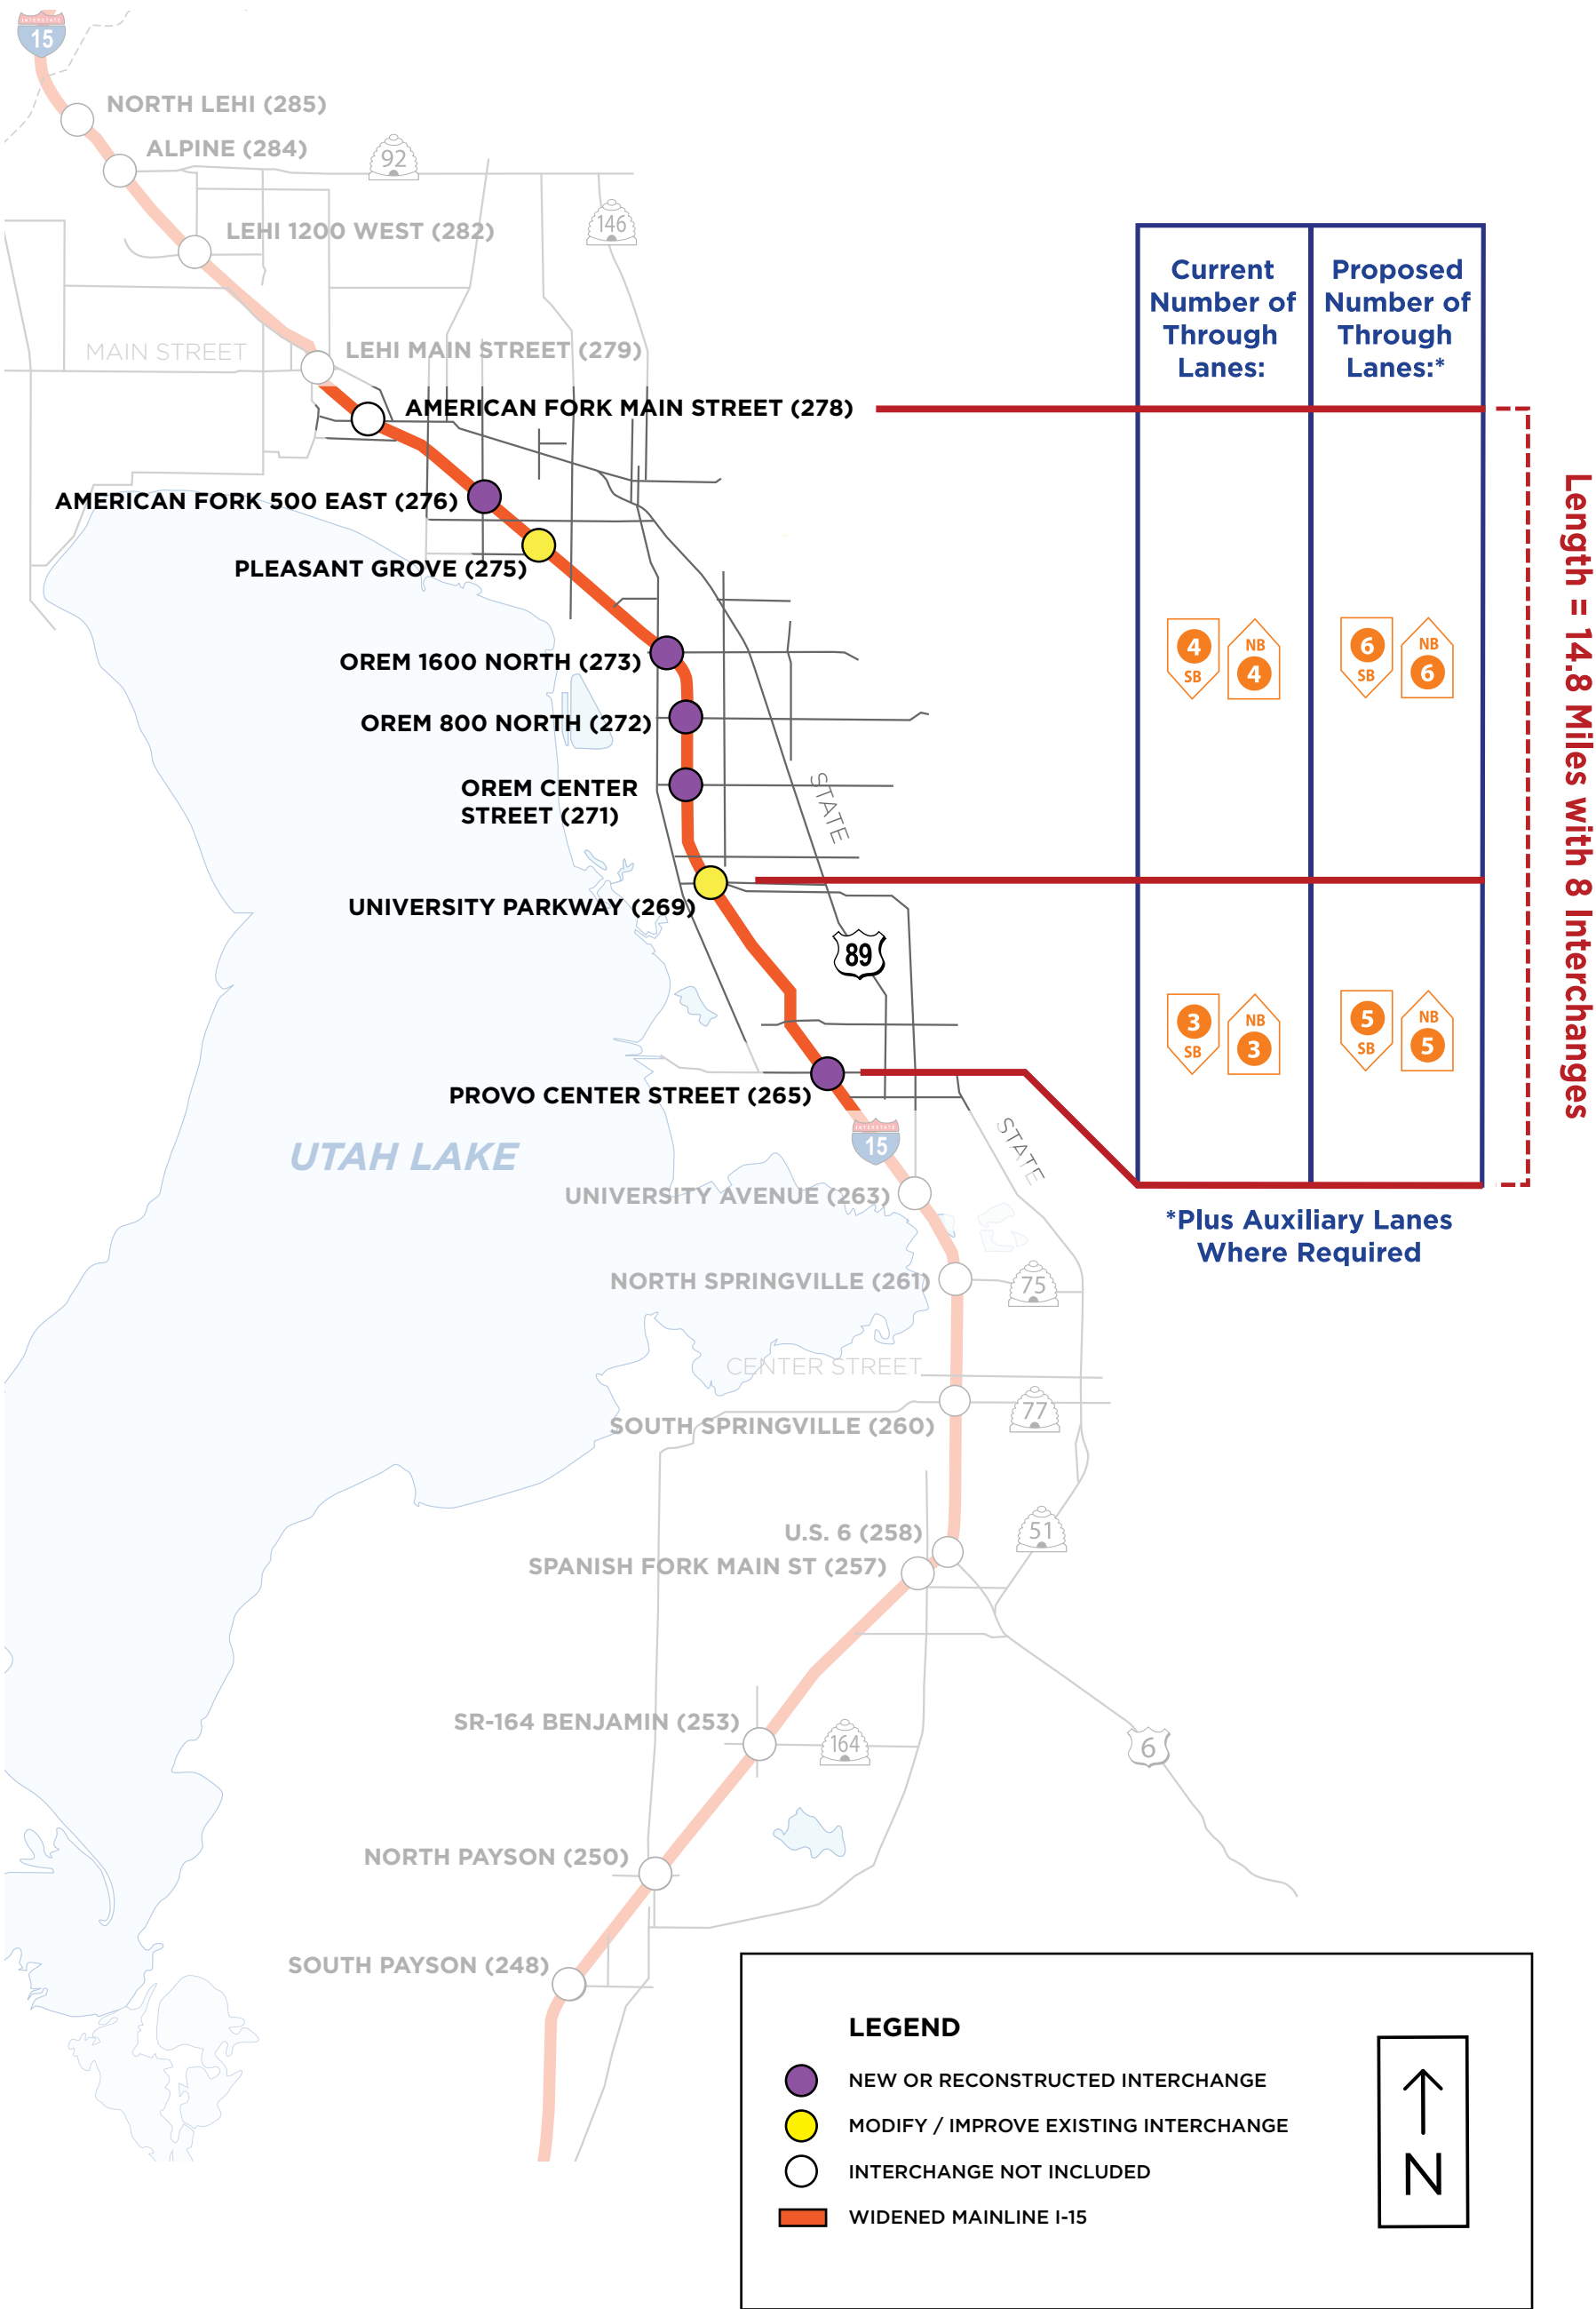 INTERSTATE
15
NORTH LEHI (285)
ALPINE (284)
92
LEHI 1200 WEST (282)
146
MAIN STREET
LEHI MAIN STREET (279)
AMERICAN FORK MAIN STREET (278)
AMERICAN FORK 500 EAST (276)
PLEASANT GROVE (275)
OREM 1600 NORTH (273)
OREM 800 NORTH (272)
OREM CENTER
STREET (271)
STATE
UNIVERSITY PARKWAY (269)
89
PROVO CENTER STREET (265)
UTAH LAKE
INTERSTATE
15
STATE
UNIVERSITY AVENUE (263)
NORTH SPRINGVILLE (261)
75
CENTER STREET
77
SOUTH SPRINGVILLE (260)
51
U.S. 6 (258)
SPANISH FORK MAIN ST (257)
SR-164 BENJAMIN (253)
164
6
NORTH PAYSON (250)
SOUTH PAYSON (248)
Current
Number of
Through
Lanes:
Proposed
Number of
Through
Lanes:*
4
SB
NB
4
6
SB
NB
6
3
SB
NB
3
5
SB
NB
5
Length = 14.8 Miles with 8 Interchanges
*Plus Auxiliary Lanes
Where Required
LEGEND
NEW OR RECONSTRUCTED INTERCHANGE
MODIFY / IMPROVE EXISTING INTERCHANGE
INTERCHANGE NOT INCLUDED
WIDENED MAINLINE I-15
N